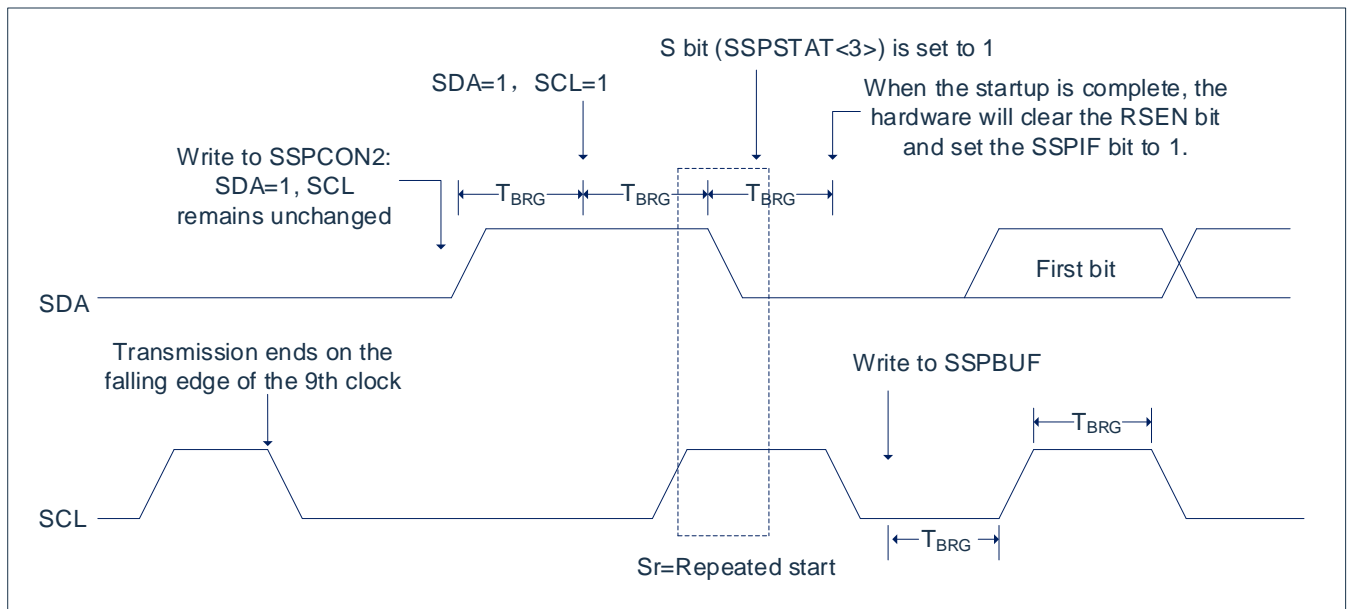 S bit (SSPSTAT<3>) is set to 1
SDA=1，SCL=1
When the startup is complete, the
hardware will clear the RSEN bit
and set the SSPIF bit to 1.
Write to SSPCON2:
SDA=1, SCL
remains unchanged
TBRG
TBRG
TBRG
First bit
SDA
Transmission ends on the
falling edge of the 9th clock
Write to SSPBUF
TBRG
SCL
TBRG
Sr=Repeated start